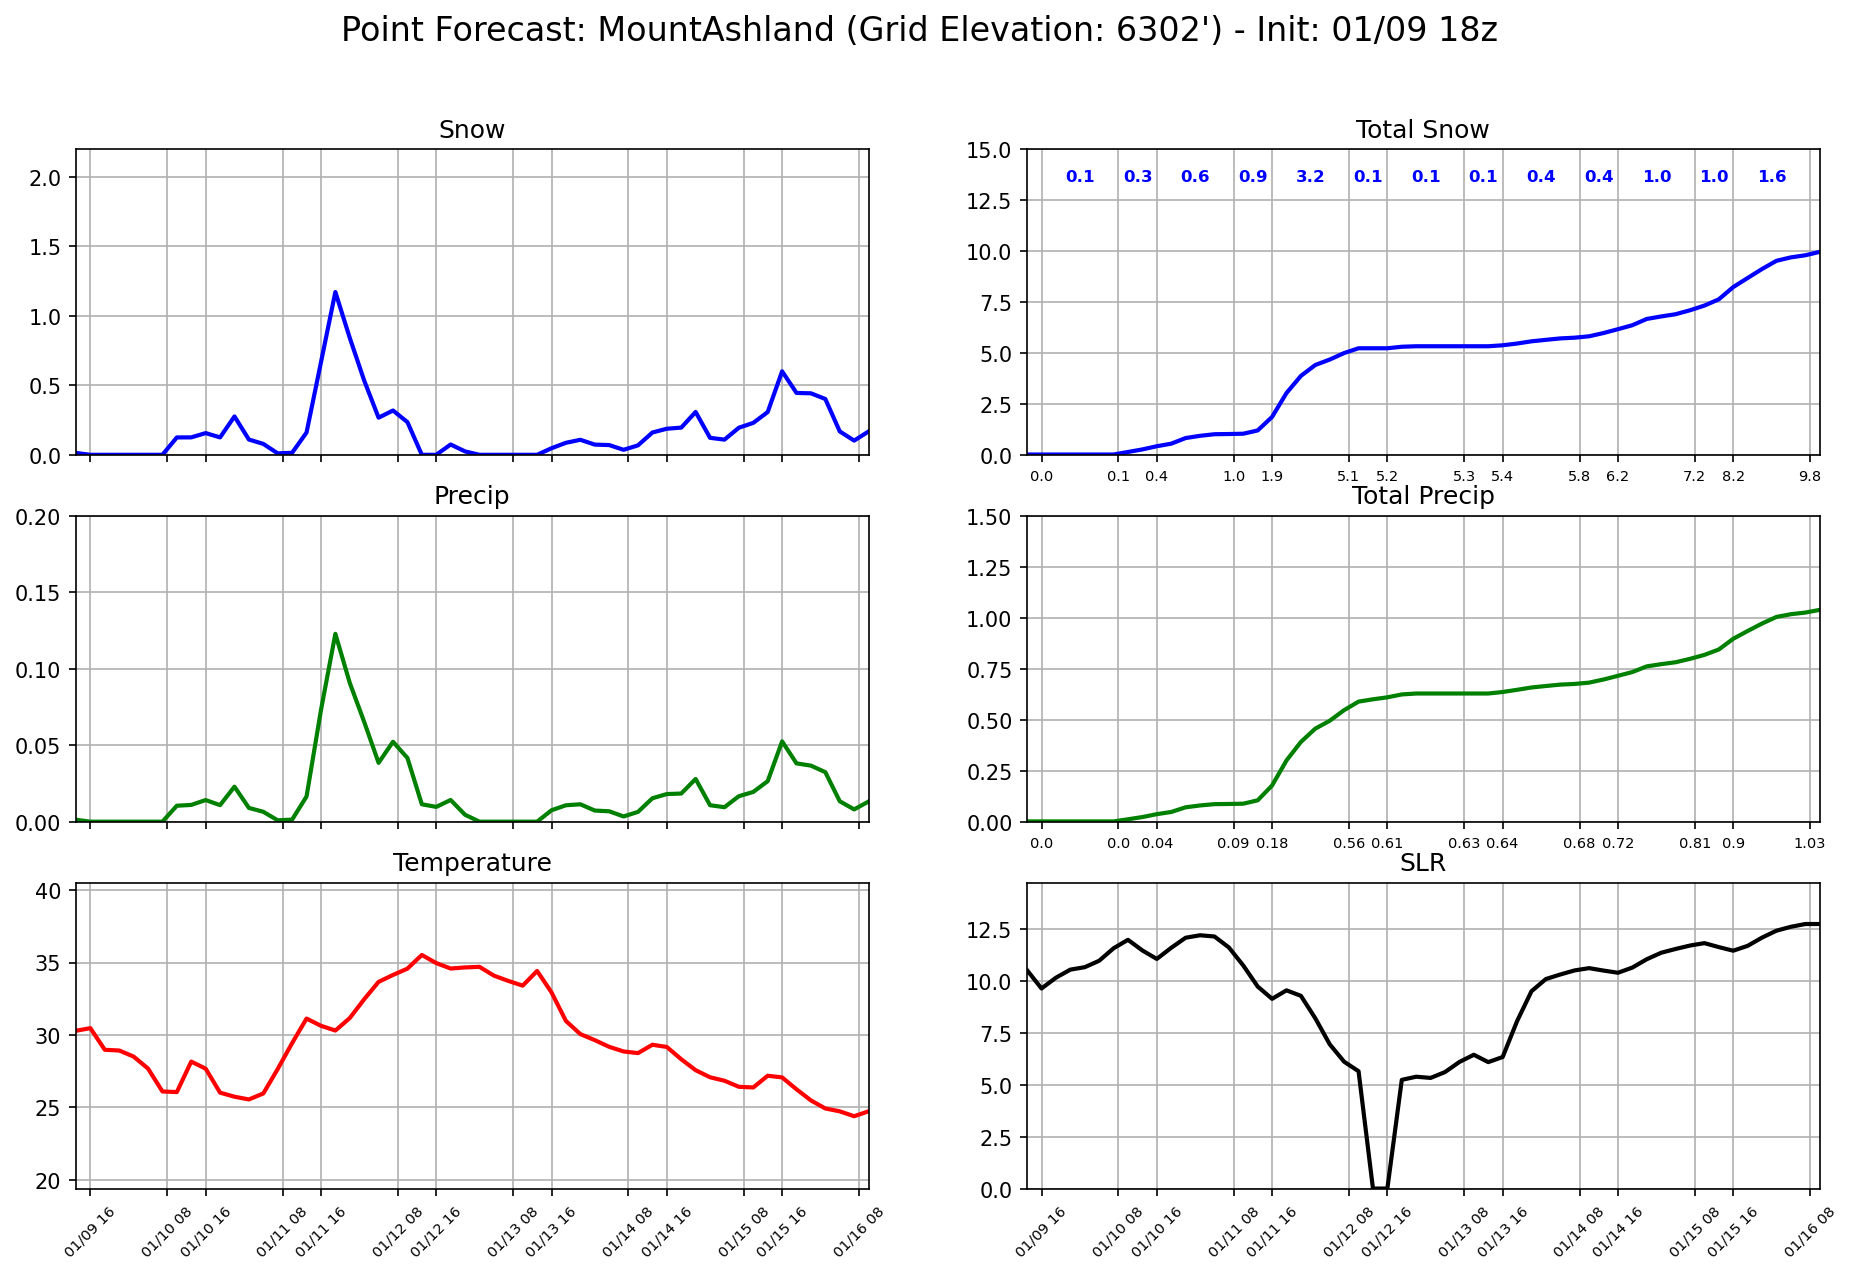 Point Forecast: MountAshland (Grid Elevation: 6302') - Init: 01/09 18z
Snow
2.0
1.5
1.0
0.5
0.0
Total Snow
15.0
12.5
10.0
7.5
5.0
2.5
0.0
0.1 0.3 0.6 0.9 3.2 0.1 0.1 0.1 0.4 0.4 1.0 1.0 1.6
0.0 0.1 0.4 1.0 1.9 5.1 5.2 5.3 5.4 5.8 6.2 7.2 8.2 9.8
Precip
0.20
0.15
0.10
0.05
0.00
Total Precip
1.50
1.25
1.00
0.75
0.50
0.25
0.00
0.0 0.0 0.04 0.09 0.18 0.56 0.61 0.63 0.64 0.68 0.72 0.81 0.9 1.03
Temperature
40
35
30
25
20
01/09 16 01/10 08 01/10 16 01/11 08 01/11 16 01/12 08 01/12 16 01/13 08 01/13 16 01/14 08 01/14 16 01/15 08 01/15 16 01/16 08
SLR
12.5
10.0
7.5
5.0
2.5
0.0
01/09 16 01/10 08 01/10 16 01/11 08 01/11 16 01/12 08 01/12 16 01/13 08 01/13 16 01/14 08 01/14 16 01/15 08 01/15 16 01/16 08